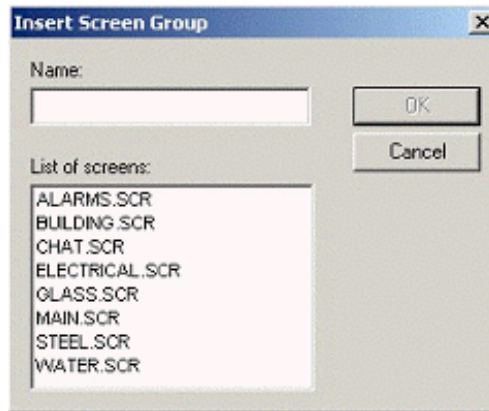 Insert Screen Group
Name:
OK
Cancel
List of screens:
ALARMS.SCR
BUILDING.SCR
CHAT.SCR
ELECTRICAL.SCR
GLASS.SCR
MAIN.SCR
STEEL.SCR
WATER.SCR